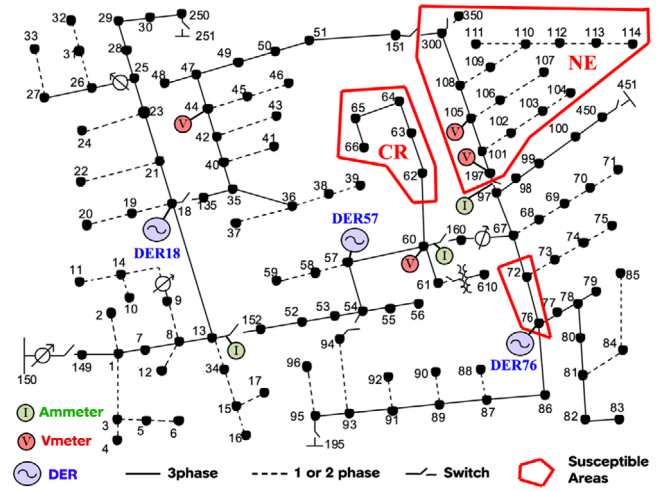 32 29 30 250 350
33 31 28 251 51 151 300 111 110 112 113 114
25 50 NE
27 26 48 47 49 46 109 107 451
23 44 45 43 64 108 106 104 450
V 65 105 103 100
24 42 41 66 63 V 102
22 21 40 CR V 101 99
39 62 197 98 71
20 19 18 135 35 36 38 I 97 70
37 DER57 69
DER18 60 160 67 68 75
11 14 59 57 V I 74
58 61 610 72 73 85
10 9 79
2 54 56 77 78
152 52 53 55 76
7 8 13 94 DER76 80 84
150 149 1 12 I 96 92 90 88
34 17 81
3 15 95 93 91 89 87 86
4 5 6 16 195 82 83
I Ammeter
V Vmeter
DER 3phase 1 or 2 phase Switch Susceptible
Areas